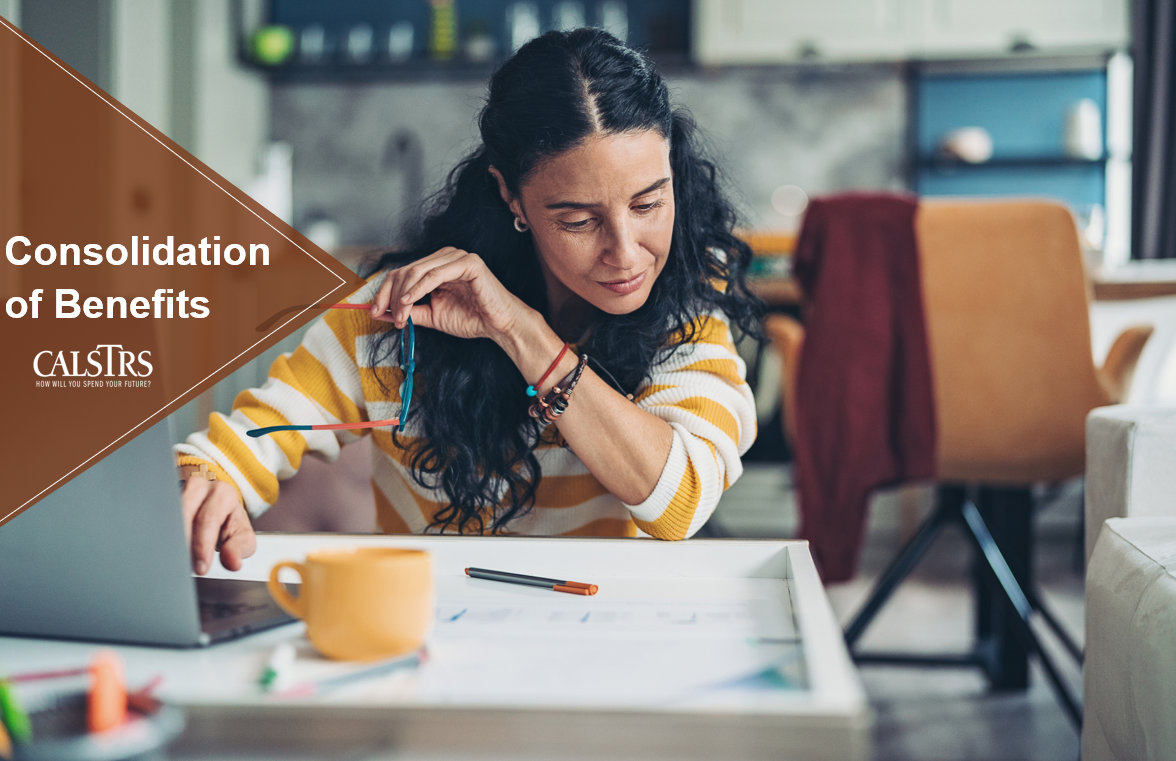 Consolidation
of Benefits
CALSTRS
HOW WILL YOU SPEND YOUR FUTURE?